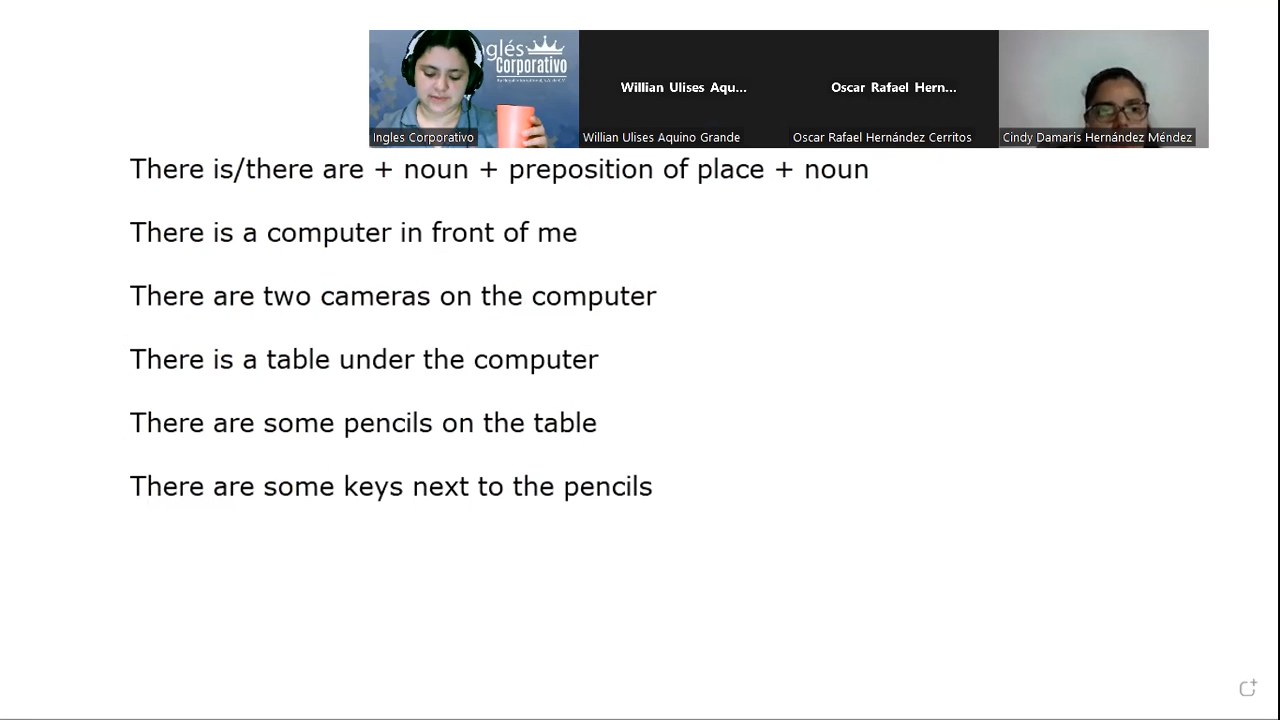 glés
Corporativo
Willian Ulises Aqu...
Oscar Rafael Hern...
Ingles Corporativo
Willian Ulises Aquino Grande
Oscar Rafael Hernández Cerritos
Cindy Damaris Hernández Méndez
There is/there are + noun + preposition of place + noun
There is a computer in front of me
There are two cameras on the computer
There is a table under the computer
There are some pencils on the table
There are some keys next to the pencils